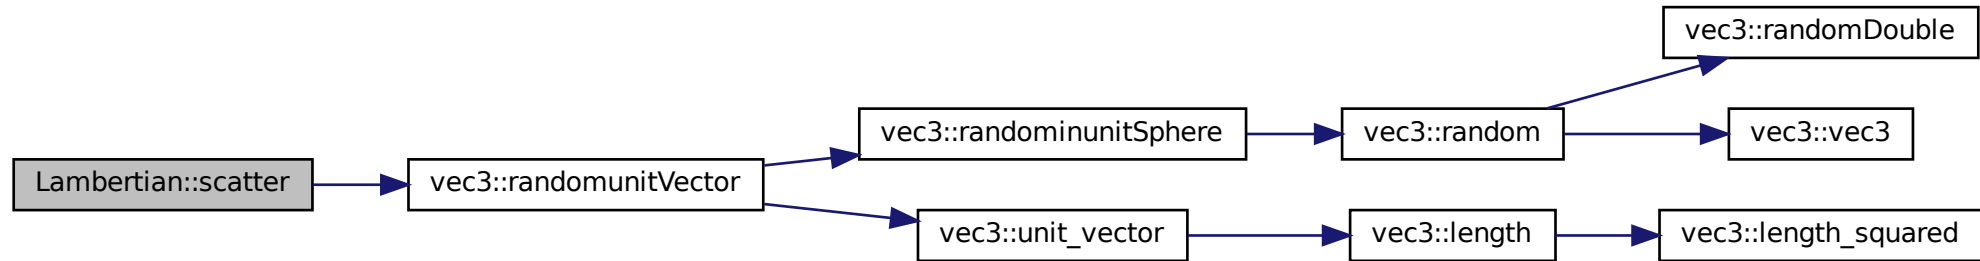 Lambertian::scatter
vec3::randomunitVector
vec3::randominunitSphere
vec3::random
vec3::randomDouble
vec3::vec3
vec3::unit_vector
vec3::length
vec3::length_squared